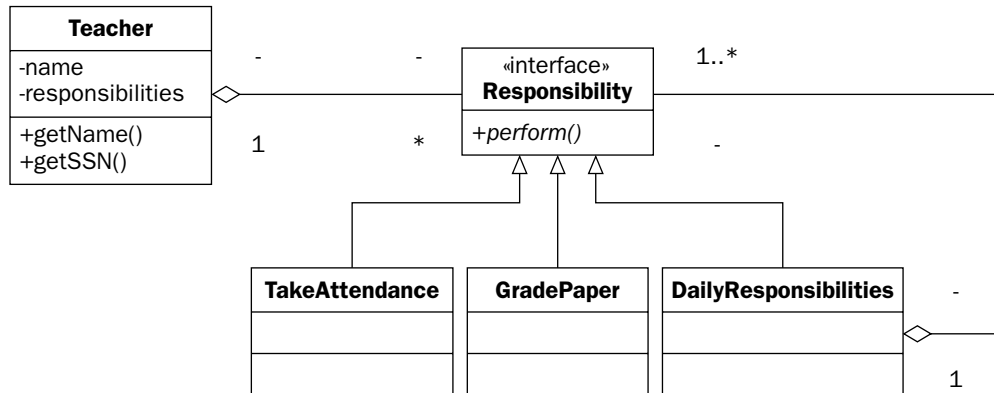 Teacher
-name
-responsibilities
+getName()
+getSSN()
-
-
1
*
«interface»
Responsibility
+perform()
1..*
-
TakeAttendance
GradePaper
DailyResponsibilities
-
1